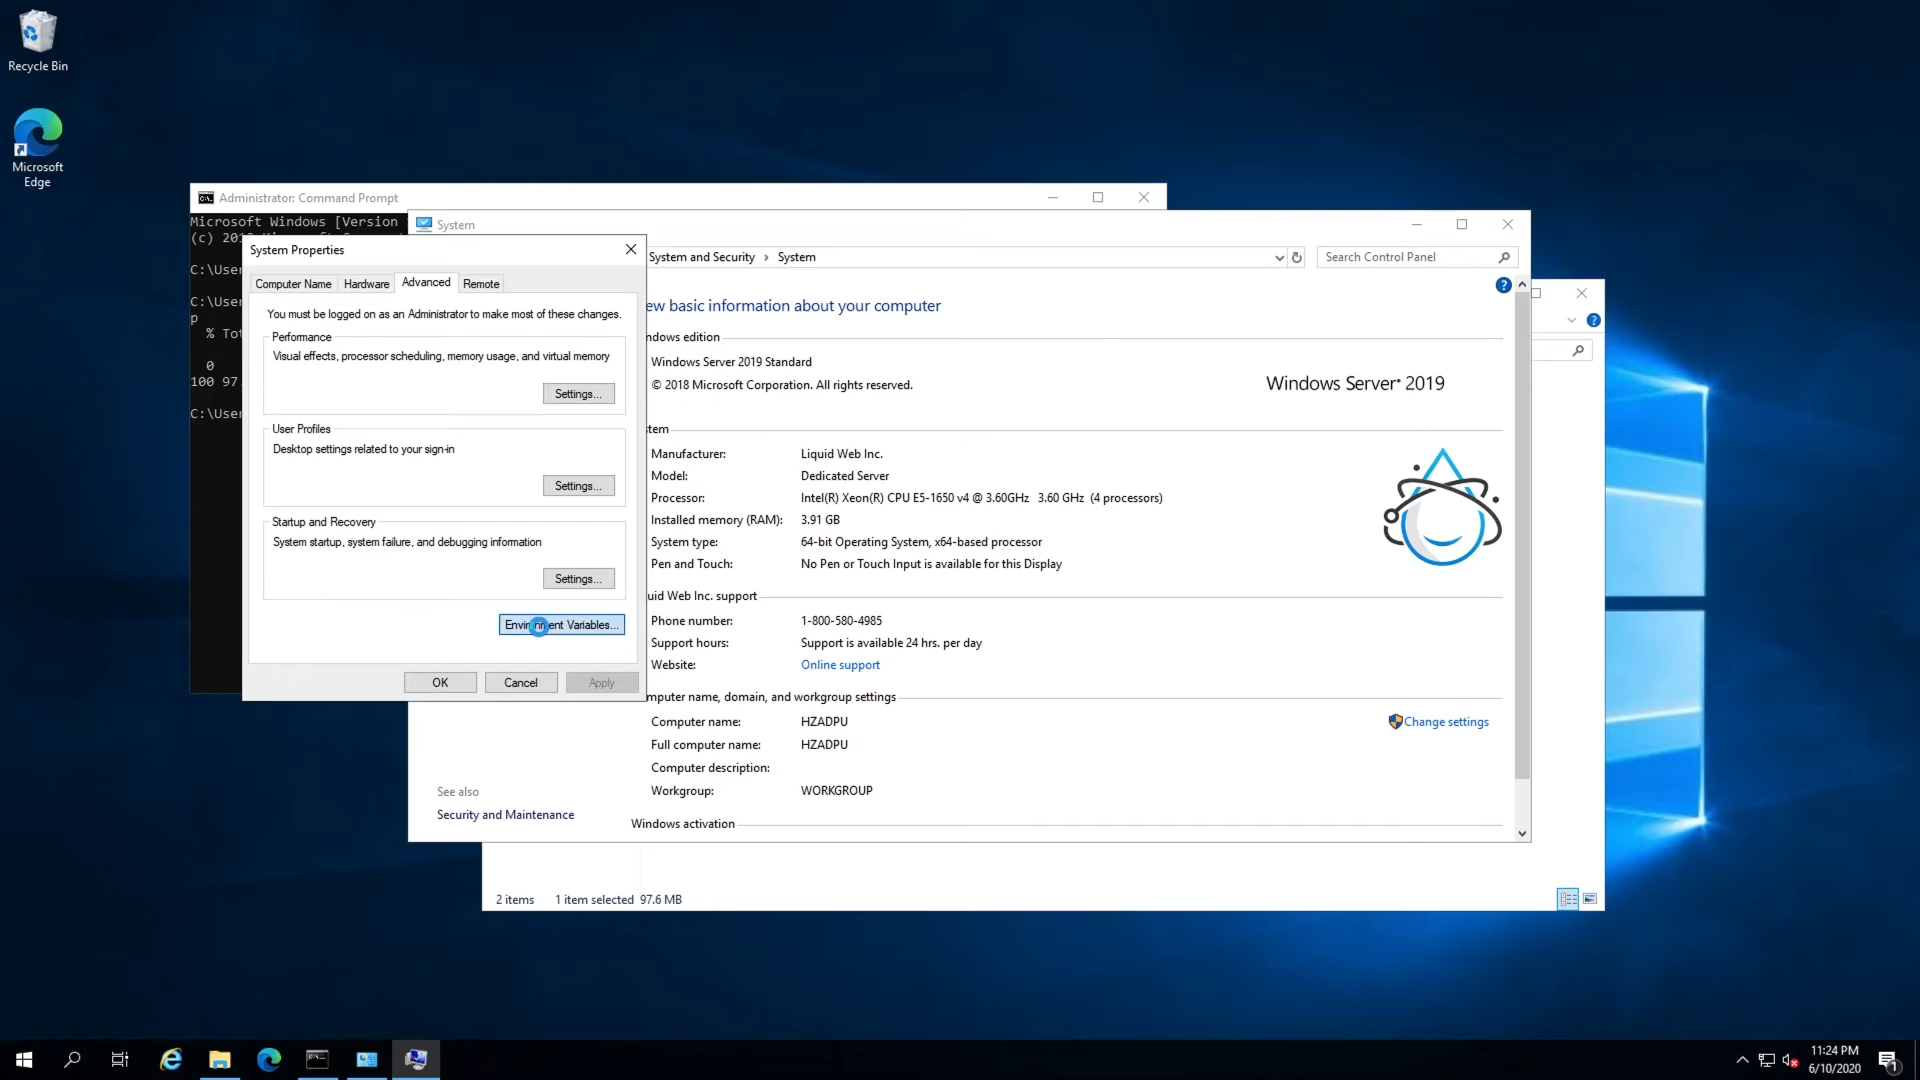 Recycle Bin
Microsoft
Edge
Administrator: Command Prompt
Microsoft Windows [Version
(c) 201
C:\User
C:\User
p
% Tot
0
100 97.
C:\User
System
System and Security › System
Search Control Panel
System Properties
Computer Name
Hardware
Advanced
Remote
You must be logged on as an Administrator to make most of these changes.
Performance
Visual effects, processor scheduling, memory usage, and virtual memory
Settings...
User Profiles
Desktop settings related to your sign-in
Settings...
Startup and Recovery
System startup, system failure, and debugging information
Settings...
Environment Variables...
OK
Cancel
Apply
ew basic information about your computer
ndows edition
Windows Server 2019 Standard
© 2018 Microsoft Corporation. All rights reserved.
Windows Server® 2019
stem
Manufacturer: Liquid Web Inc.
Model: Dedicated Server
Processor: Intel(R) Xeon(R) CPU E5-1650 v4 @ 3.60GHz 3.60 GHz (4 processors)
Installed memory (RAM): 3.91 GB
System type: 64-bit Operating System, x64-based processor
Pen and Touch: No Pen or Touch Input is available for this Display
uid Web Inc. support
Phone number: 1-800-580-4985
Support hours: Support is available 24 hrs. per day
Website: Online support
mputer name, domain, and workgroup settings
Computer name: HZADPU
Change settings
Full computer name: HZADPU
Computer description:
Workgroup: WORKGROUP
Windows activation
See also
Security and Maintenance
2 items 1 item selected 97.6 MB
11:24 PM
6/10/2020
1